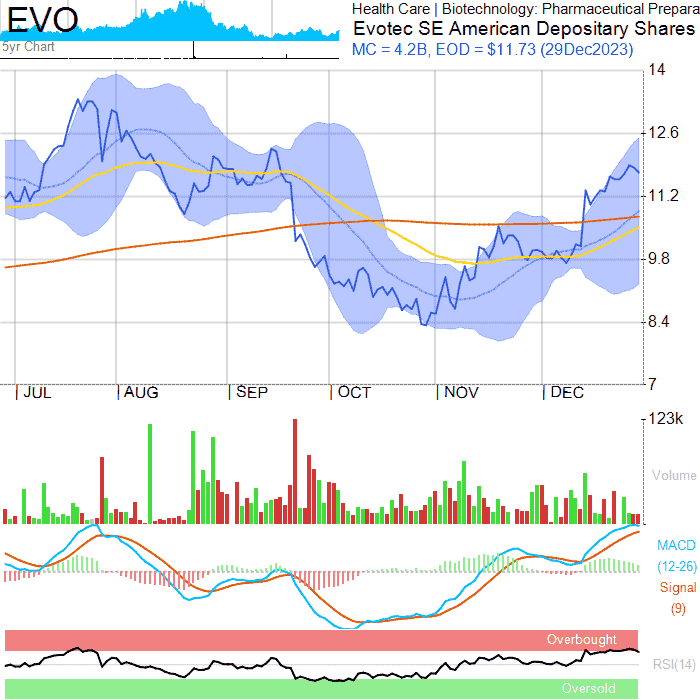 EVO
5yr Chart
Health Care | Biotechnology: Pharmaceutical Prepara
Evotec SE American Depositary Shares
MC = 4.2B, EOD = $11.73 (29Dec2023)
14
12.6
11.2
9.8
8.4
7
JUL AUG SEP OCT NOV DEC
123k
Volume
MACD
(12-26)
Signal
(9)
Overbought
RSI(14)
Oversold